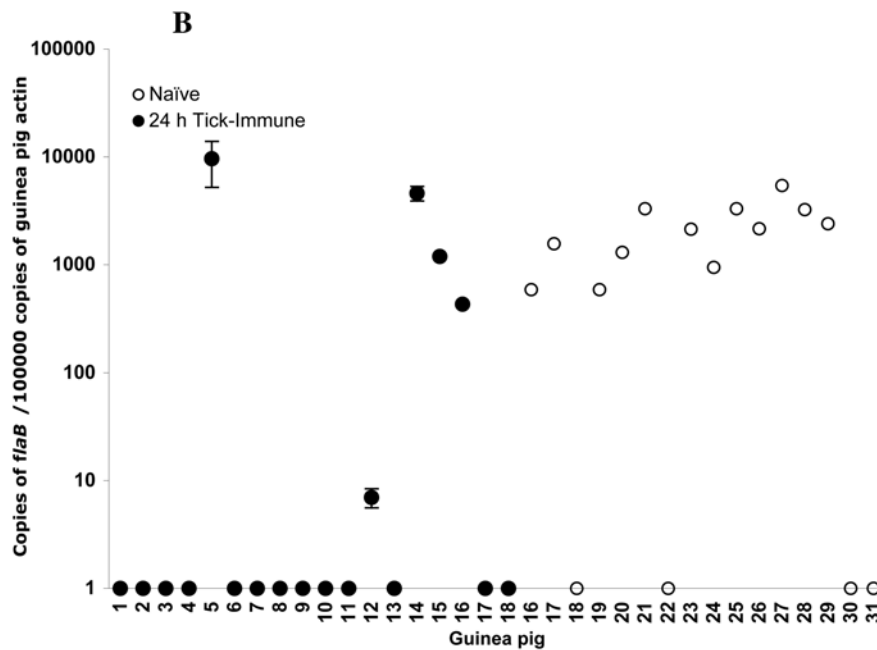 B
100000
Naïve
24 h Tick-Immune
10000
1000
100
10
1
Copies of flaB /100000 copies of guinea pig actin
1 2 3 4 5 6 7 8 9 10 11 12 13 14 15 16 17 18 16 17 18 19 20 21 22 23 24 25 26 27 28 29 30 31
Guinea pig